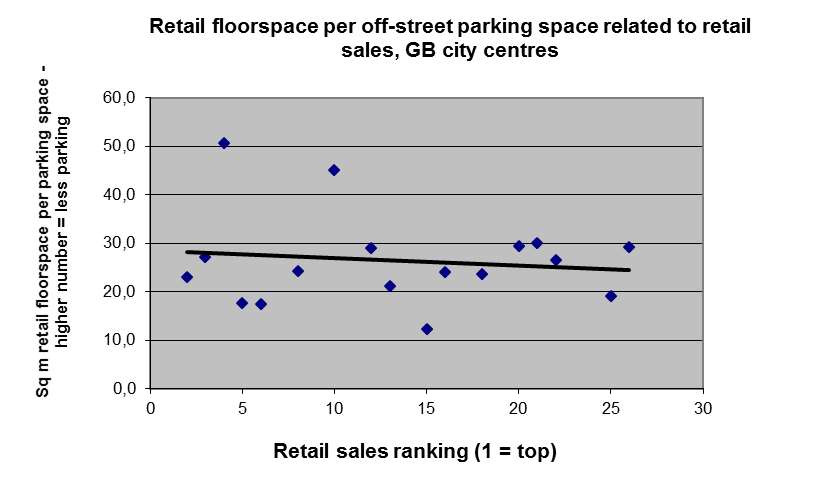 Retail floorspace per off-street parking space related to retail
sales, GB city centres
Sq m retail floorspace per parking space -
higher number = less parking
60,0
50,0
40,0
30,0
20,0
10,0
0,0
0 5 10 15 20 25 30
Retail sales ranking (1 = top)